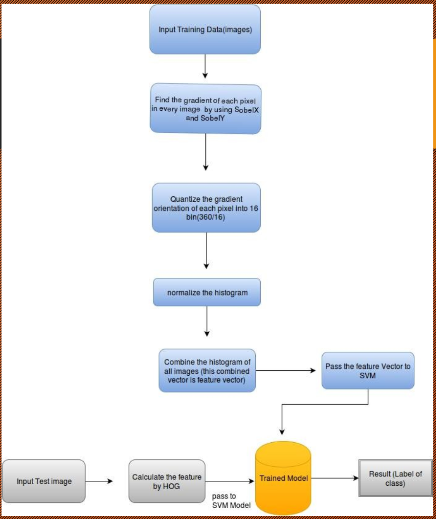 Input Training Data(images)
Find the gradient of each pixel
in every image by using SobelX
and SobelY
Quantize the gradient
orientation of each pixel into 16
bin(360/16)
normalize the histogram
Combine the histogram of
all images (this combined
vector is feature vector)
Pass the feature Vector to
SVM
Input Test image
Calculate the feature
by HOG
pass to
SVM Model
Trained Model
Result (Label of
class)